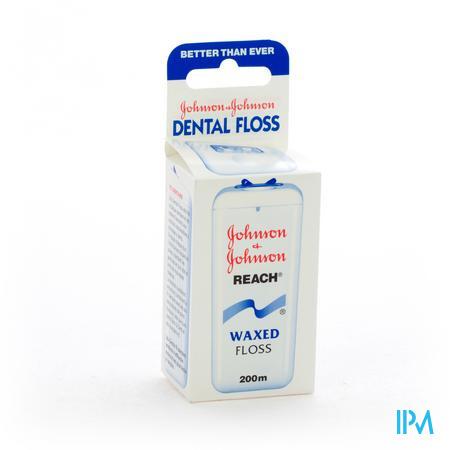 BETTER THAN EVER
Johnson & Johnson
DENTAL FLOSS
Johnson
&
Johnson
REACH®
®
WAXED
FLOSS
200m
IPM